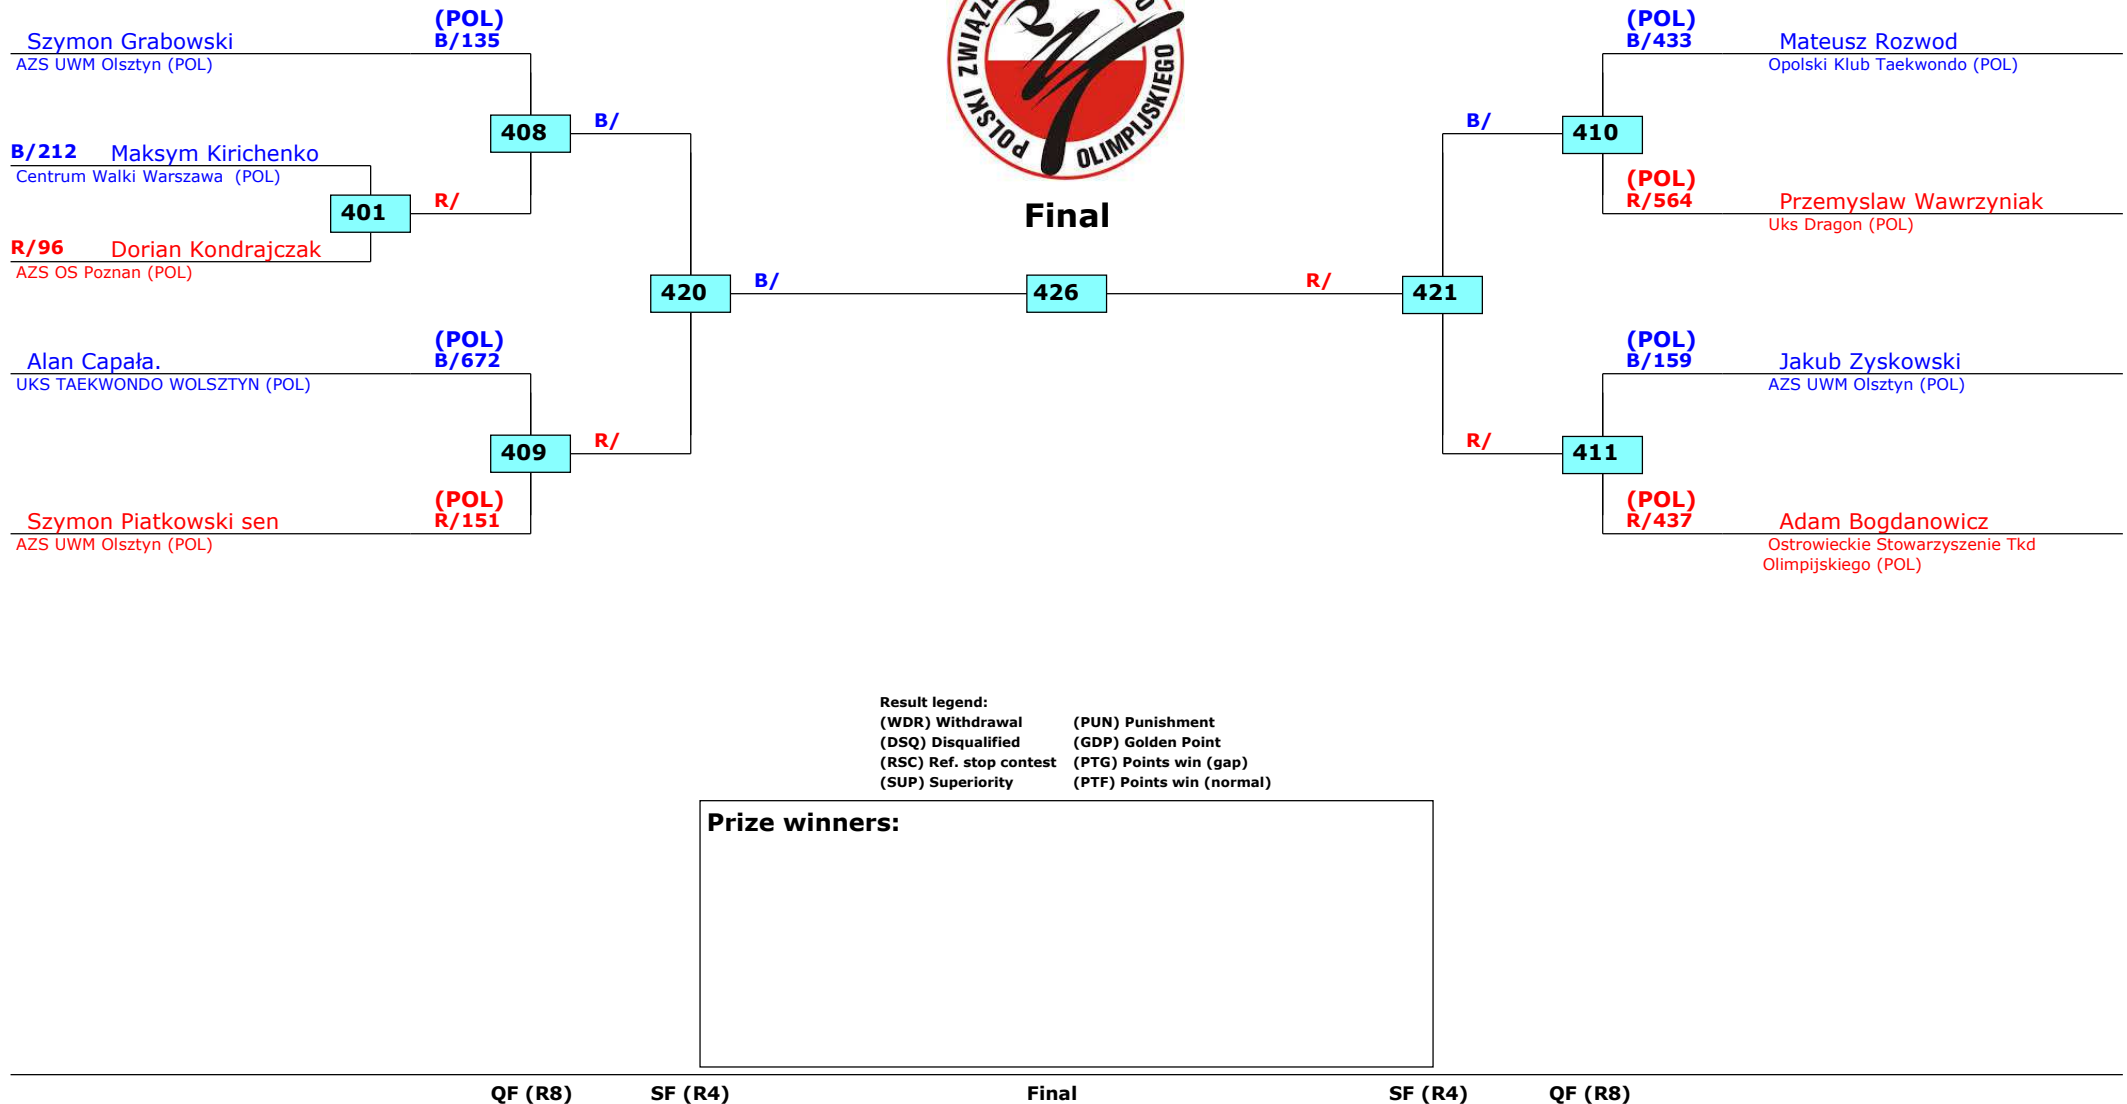 (POL)
Szymon Grabowski B/135
AZS UWM Olsztyn (POL)
408 B/
B/212 Maksym Kirichenko
Centrum Walki Warszawa (POL)
401 R/
R/96 Dorian Kondrajczak
AZS OS Poznan (POL)
420 B/
(POL)
Alan Capała. B/672
UKS TAEKWONDO WOLSZTYN (POL)
409 R/
(POL)
Szymon Piatkowski sen R/151
AZS UWM Olsztyn (POL)
POLSKI
OLIMPIJSKIEGO
Final
426
(POL)
B/433 Mateusz Rozwod
Opolski Klub Taekwondo (POL)
B/ 410
(POL)
R/564 Przemyslaw Wawrzyniak
Uks Dragon (POL)
R/ 421
(POL)
B/159 Jakub Zyskowski
AZS UWM Olsztyn (POL)
R/ 411
(POL)
R/437 Adam Bogdanowicz
Ostrowieckie Stowarzyszenie Tkd
Olimpijskiego (POL)
Result legend:
(WDR) Withdrawal (PUN) Punishment
(DSQ) Disqualified (GDP) Golden Point
(RSC) Ref. stop contest (PTG) Points win (gap)
(SUP) Superiority (PTF) Points win (normal)
Prize winners:
QF (R8) SF (R4) Final SF (R4) QF (R8)